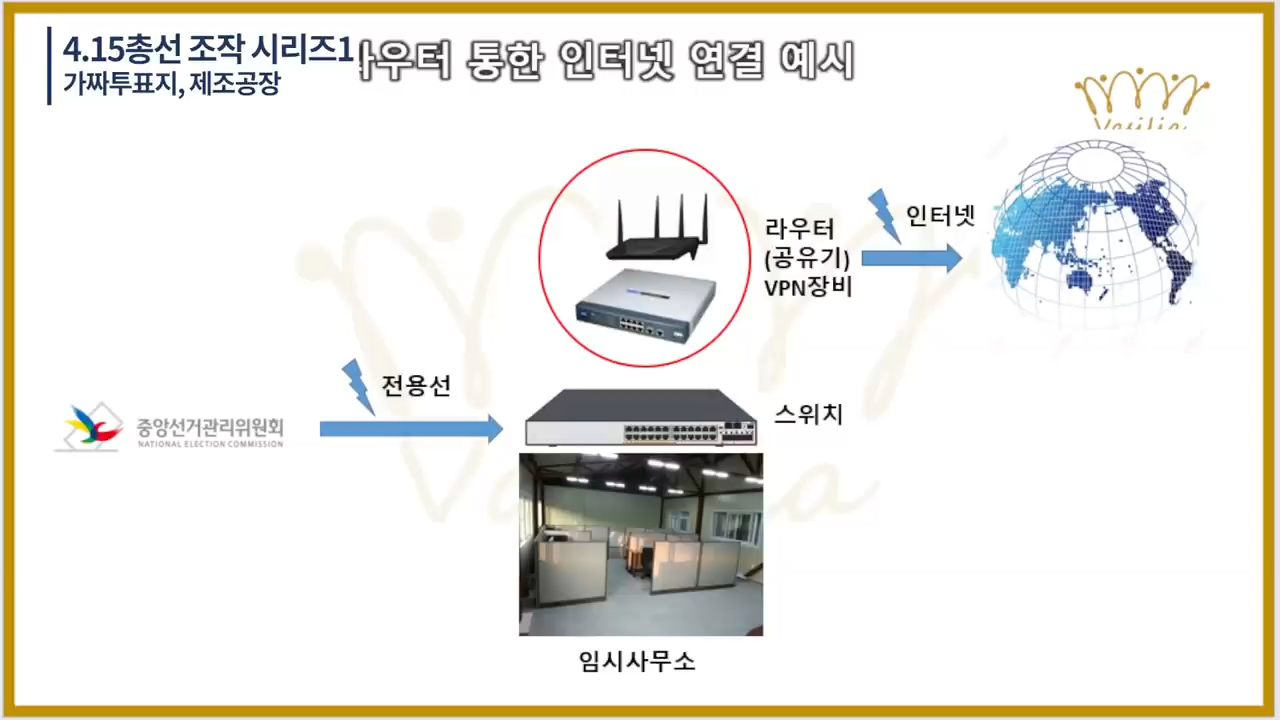 4.15총선 조작 시리즈1
가짜투표지, 제조공장
라우터 통한 인터넷 연결 예시
Vasilia
라우터
(공유기)
VPN장비
인터넷
전용선
중앙선거관리위원회
NATIONAL ELECTION COMMISSION
스위치
임시사무소